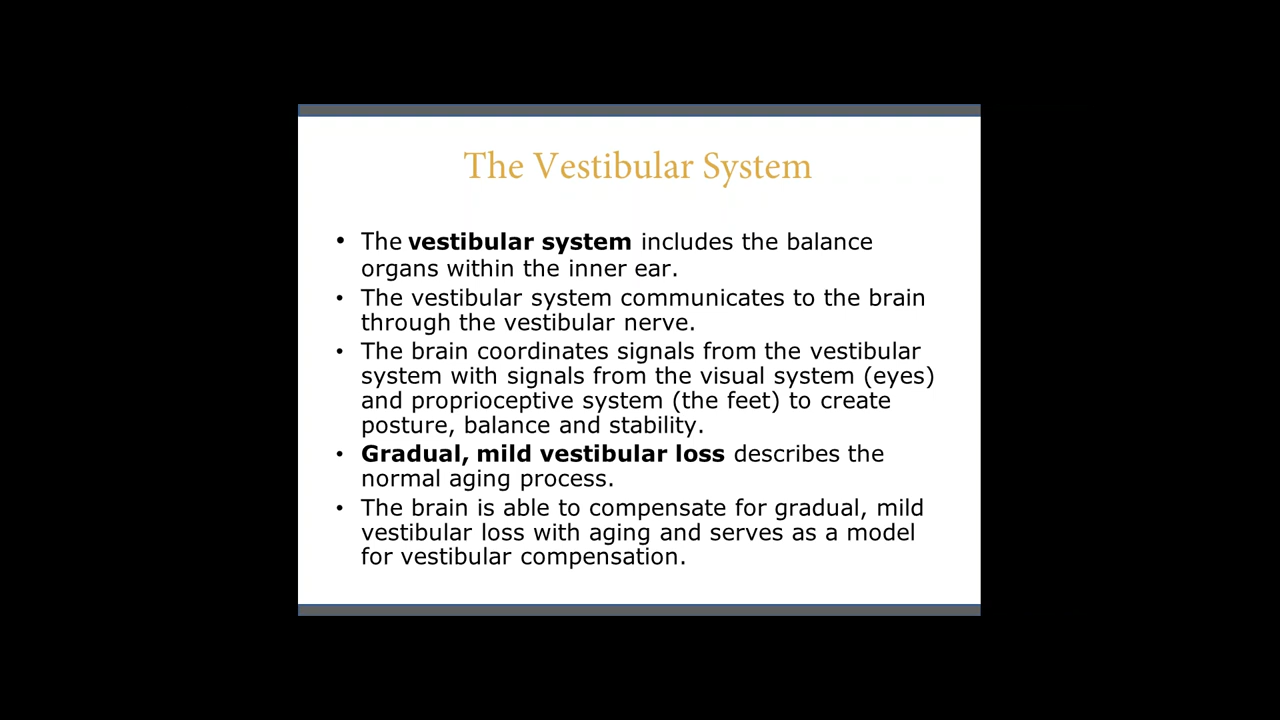 The Vestibular System
• The vestibular system includes the balance
organs within the inner ear.
• The vestibular system communicates to the brain
through the vestibular nerve.
• The brain coordinates signals from the vestibular
system with signals from the visual system (eyes)
and proprioceptive system (the feet) to create
posture, balance and stability.
• Gradual, mild vestibular loss describes the
normal aging process.
• The brain is able to compensate for gradual, mild
vestibular loss with aging and serves as a model
for vestibular compensation.